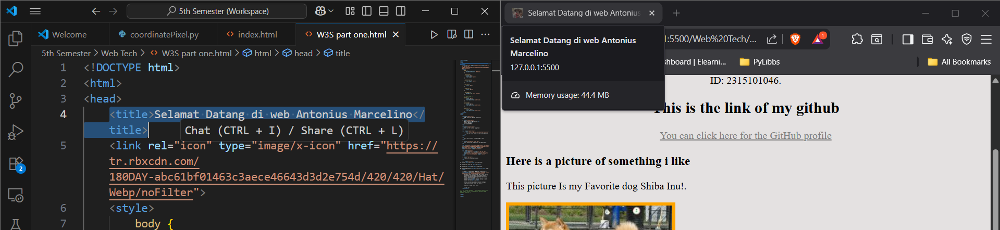 5th Semester (Workspace)
Welcome
coordinatePixel.py
index.html
W3S part one.html
5th Semester > Web Tech > W3S part one.html > html > head > title
1 <!DOCTYPE html>
2 <html>
3 <head>
4 <title>Selamat Datang di web Antonius Marcelino</
title>
Chat (CTRL + I) / Share (CTRL + L)
5 <link rel="icon" type="image/x-icon" href="https://
tr.rbxcdn.com/
180DAY-abc61bf01463c3aece46643d3d2e754d/420/420/Hat/
Webp/noFilter">
6 <style>
7 body {
2
Selamat Datang di web Antonius
Selamat Datang di web Antonius
Marcelino
127.0.0.1:5500
Memory usage: 44.4 MB
1:5500/Web%20Tech/...
1
shboard | Elearni...
PyLibbs
All Bookmarks
ID: 2315101046.
This is the link of my github
You can click here for the GitHub profile
Here is a picture of something i like
This picture Is my Favorite dog Shiba Inu!.